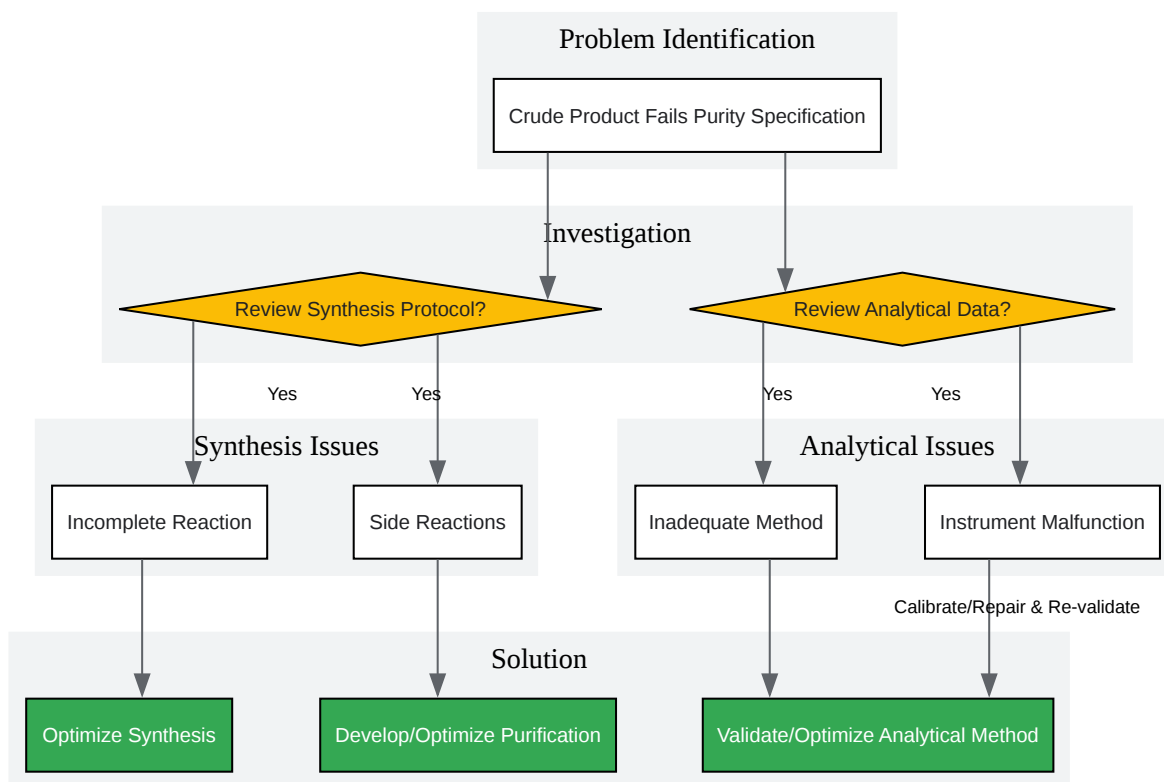 Problem Identification
Crude Product Fails Purity Specification
Investigation
Review Synthesis Protocol?
Review Analytical Data?
Yes
Yes
Yes
Yes
Synthesis Issues
Analytical Issues
Incomplete Reaction
Side Reactions
Inadequate Method
Instrument Malfunction
Calibrate/Repair & Re-validate
Solution
Optimize Synthesis
Develop/Optimize Purification
Validate/Optimize Analytical Method